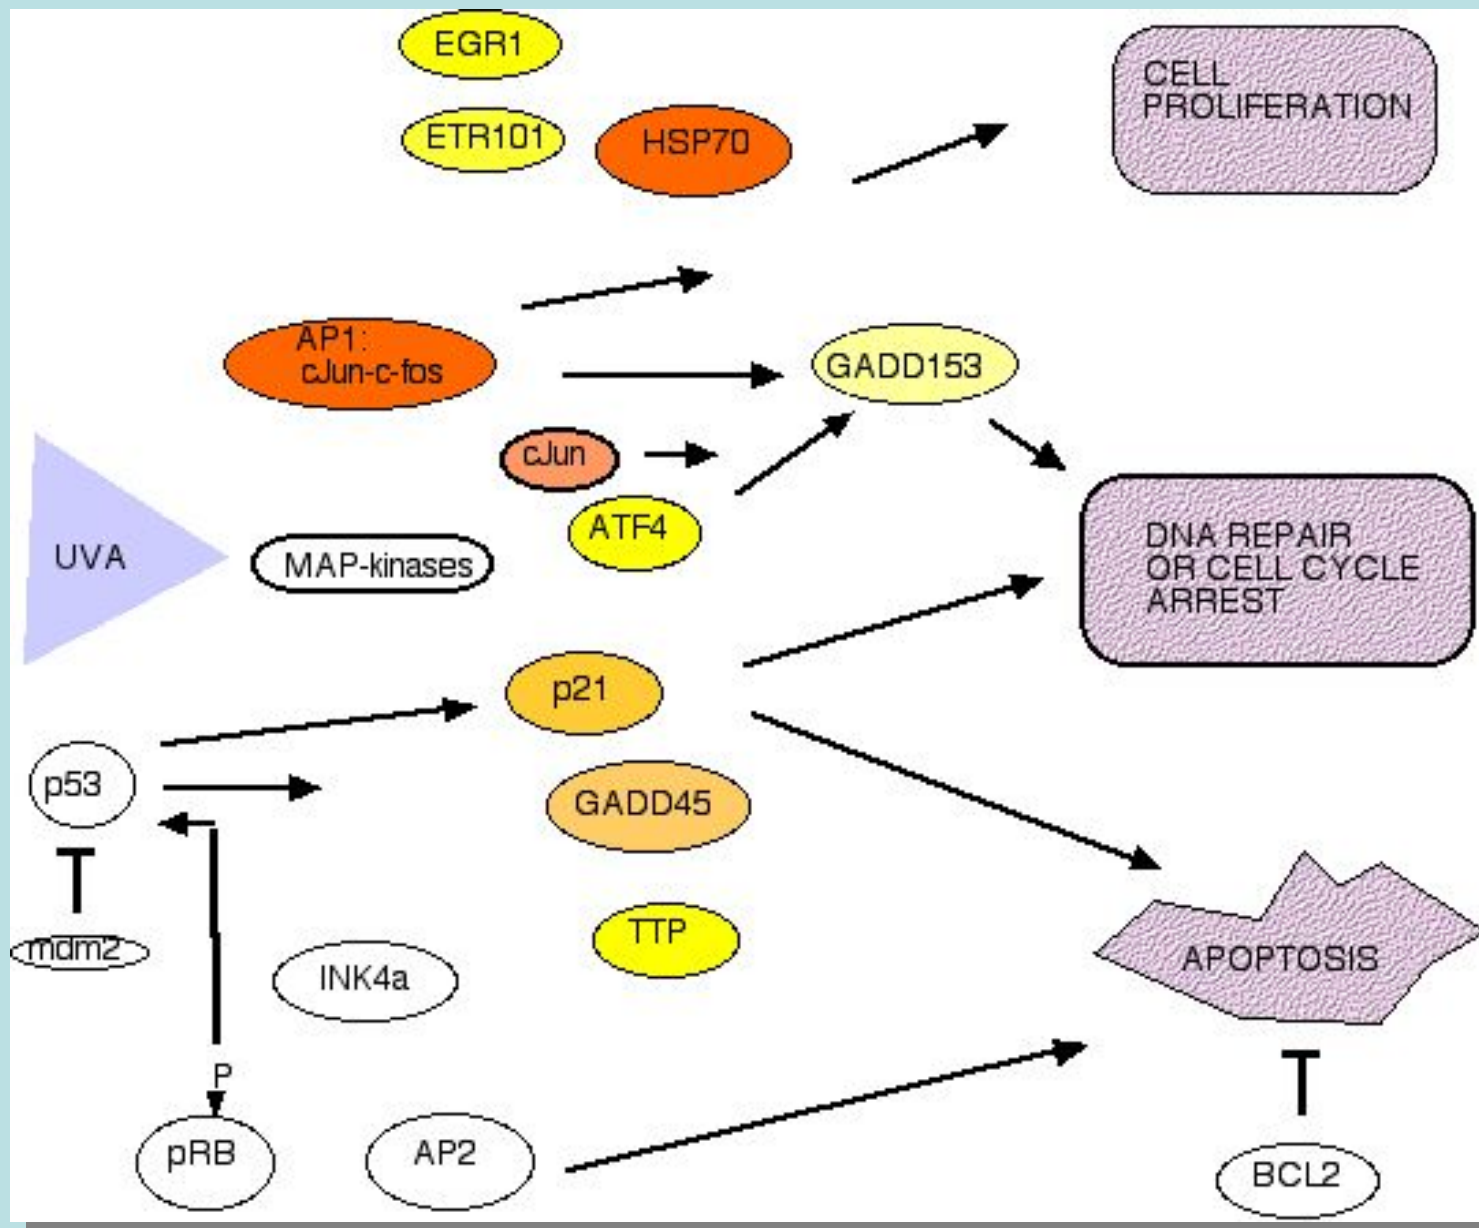 EGR1
CELL
PROLIFERATION
ETR101
HSP70
AP1:
cJun-c-fos
GADD153
cJun
ATF4
UVA
MAP-kinases
DNA REPAIR
OR CELL CYCLE
ARREST
p21
p53
GADD45
TTP
mdm2
INK4a
APOPTOSIS
P
pRB
AP2
BCL2